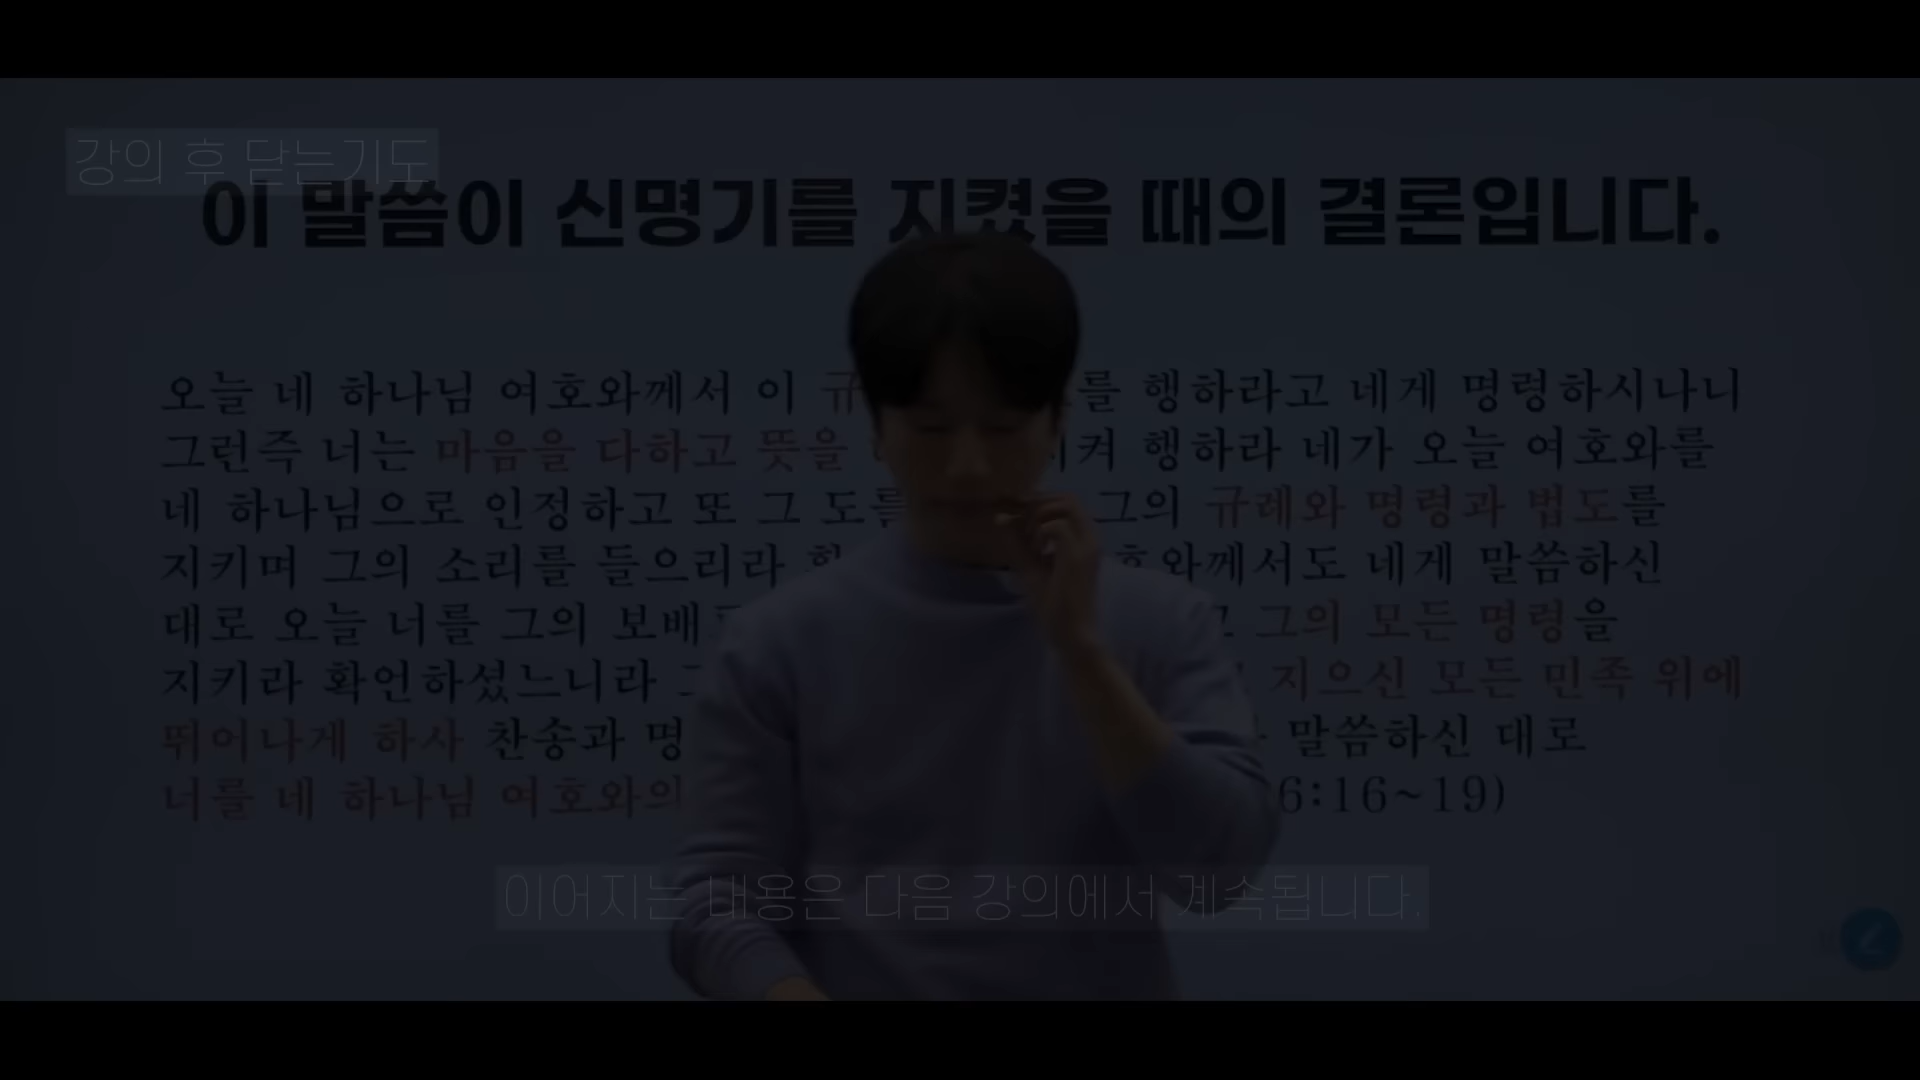 강의 후 닫는기도
이 말씀이 신명기를 지켰을 때의 결론입니다.
오늘 네 하나님 여호와께서 이 를 행하라고 네게 명령하시나니
그런즉 너는 마음을 다하고 뜻을 행하라 네가 오늘 여호와를
네 하나님으로 인정하고 또 그 도를 그의 규례와 명령과 법도를
지키며 그의 소리를 들으리라 네게 말씀하신
대로 오늘 너를 그의 그의 모든 명령을
지키라 확언하셨느니라 지으신 모든 민족 위에
뛰어나게 하사 찬송과 말씀하신 대로
너를 네 하나님 여호와의 6:16~19)
이어지는 내용은 다음 강의에서 계속됩니다.